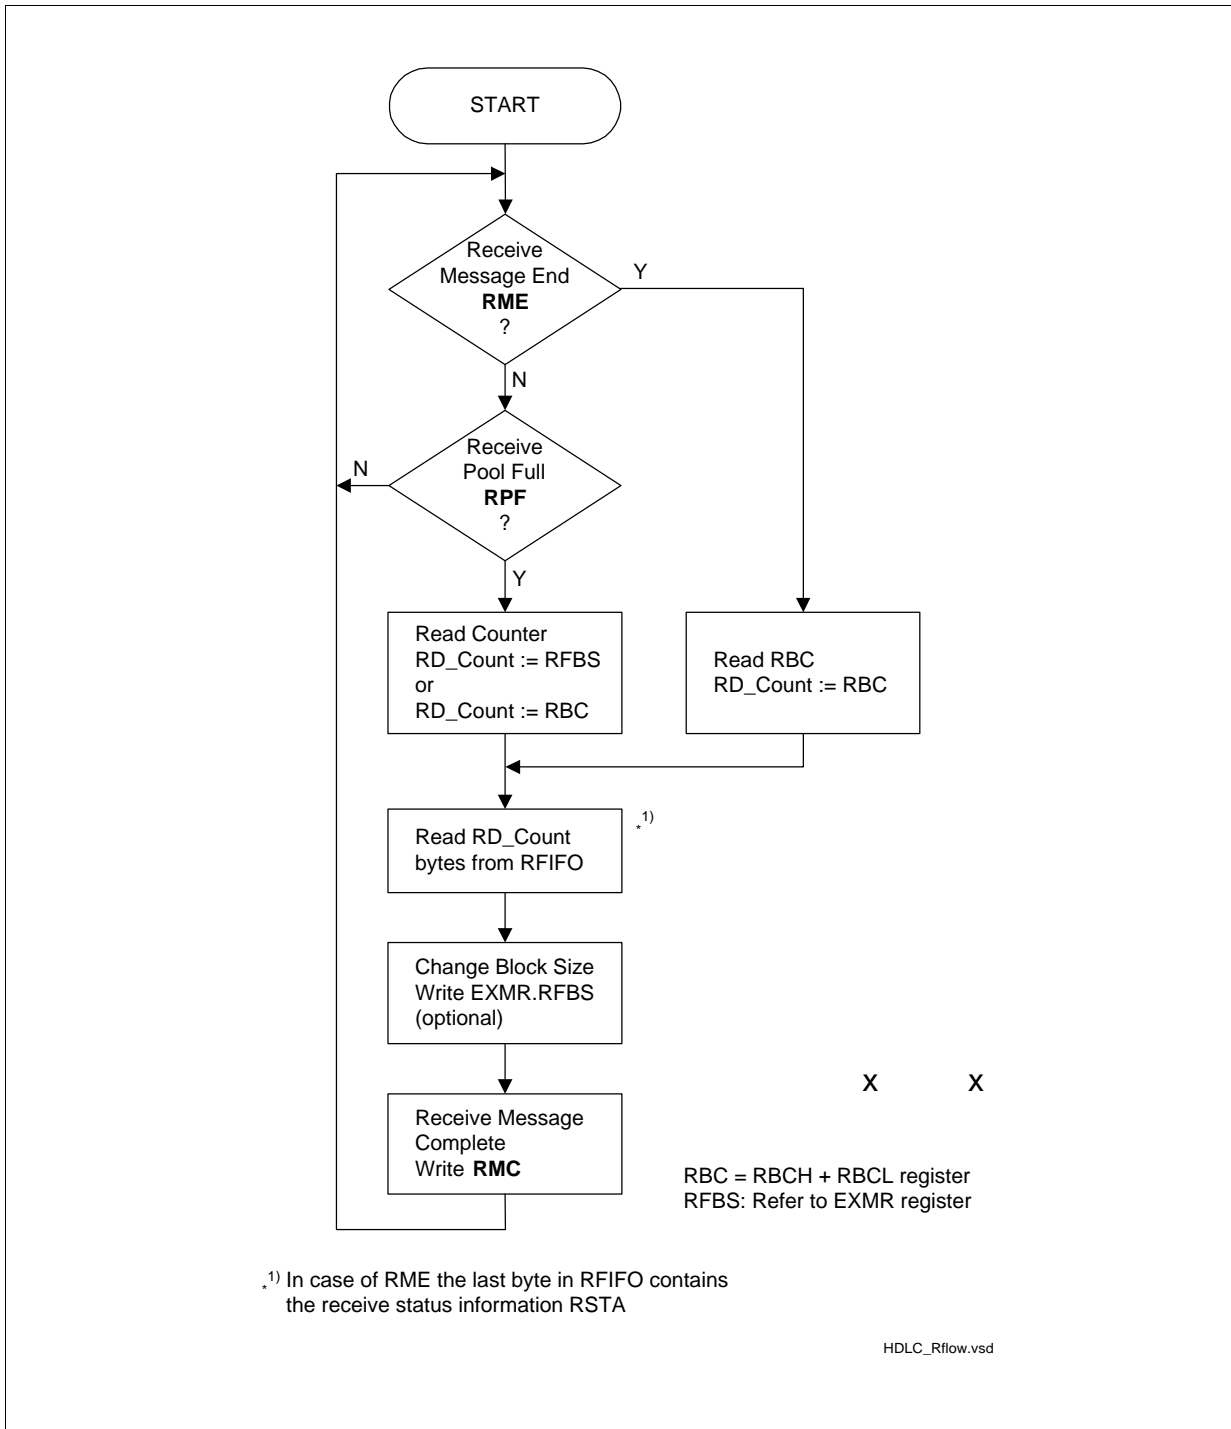 START
Receive
Message End
RME
?
Y
N
Receive
Pool Full
RPF
?
N
Y
Read Counter
RD_Count := RFBS
or
RD_Count := RBC
Read RBC
RD_Count := RBC
Read RD_Count
bytes from RFIFO
*1)
Change Block Size
Write EXMR.RFBS
(optional)
x x
Receive Message
Complete
Write RMC
RBC = RBCH + RBCL register
RFBS: Refer to EXMR register
*1) In case of RME the last byte in RFIFO contains
the receive status information RSTA
HDLC_Rflow.vsd